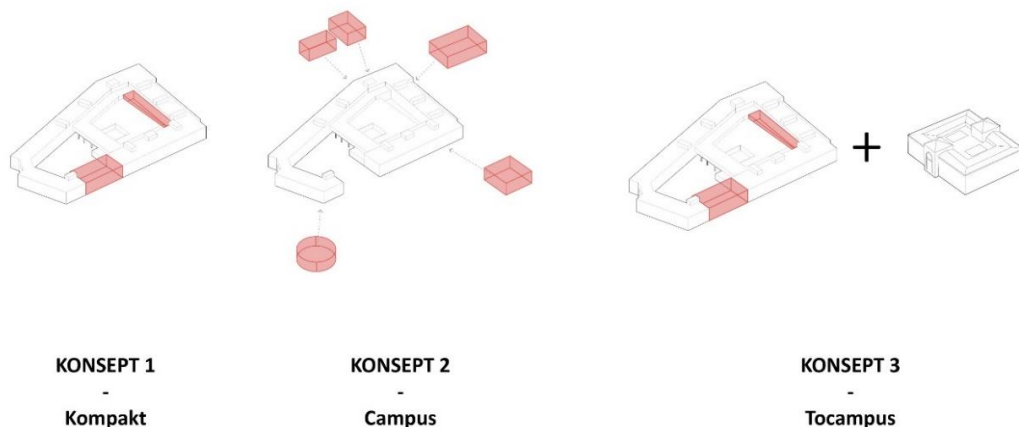 KONSEPT 1
-
Kompakt
KONSEPT 2
-
Campus
KONSEPT 3
-
Tocampus